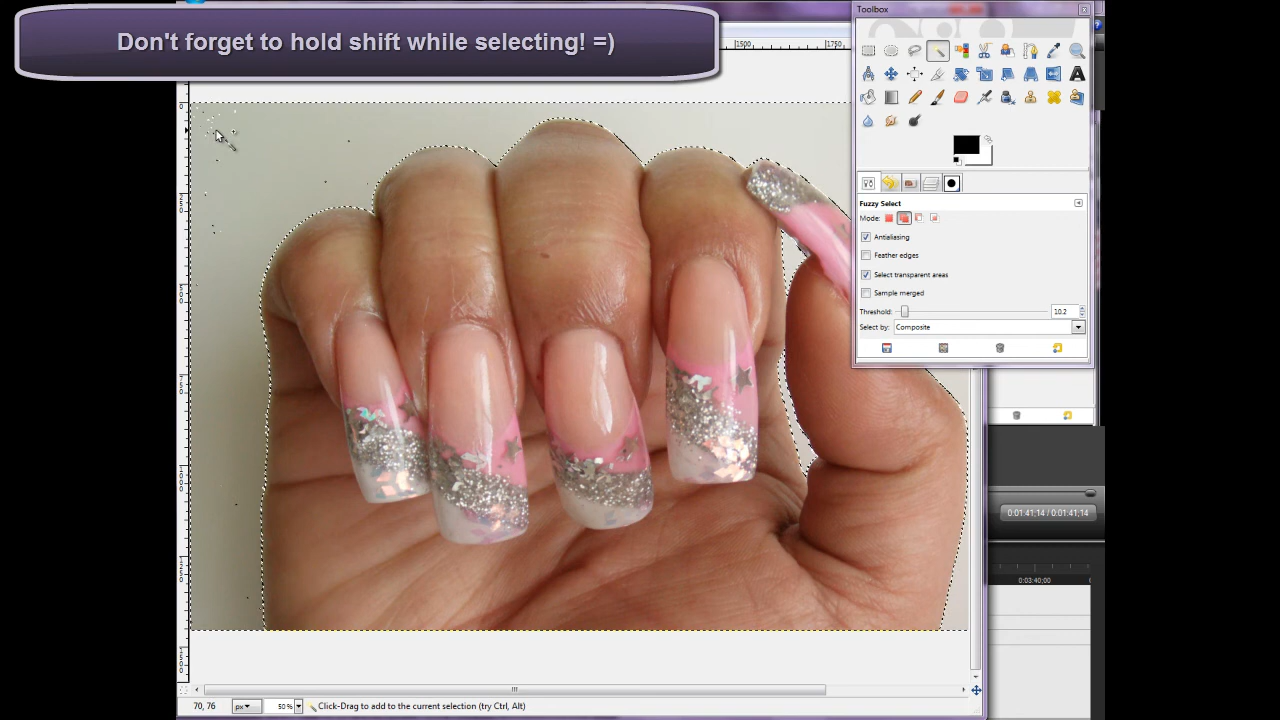 Don't forget to hold shift while selecting! =)
Toolbox
1500
1750
Fuzzy Select
Mode:
Antialiasing
Feather edges
Select transparent areas
Sample merged
Threshold:
10.2
Select by:
Composite
0:01:41;14 / 0:01:41;14
0:03:40;00
70, 76
px
50%
Click-Drag to add to the current selection (try Ctrl, Alt)